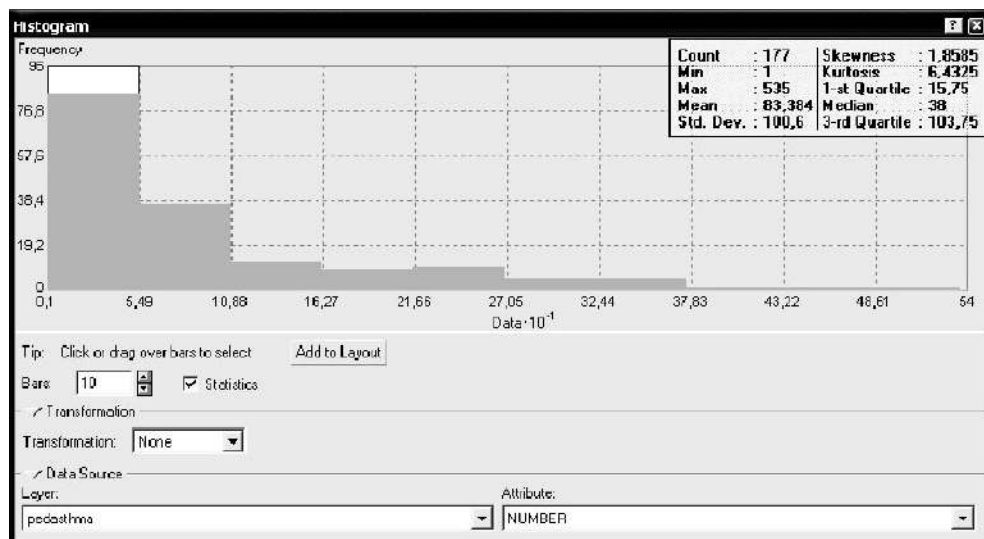 Histogram
Frequency
Count : 177 Skewness : 1,8585
Min : 1 Kurtosis : 6,4325
Max : 535 1-st Quartile : 15,75
Mean : 83,384 Median : 38
Std. Dev. : 100,6 3-rd Quartile : 103,75
96
76,8
57,6
38,4
19,2
0
0,1 5,49 10,88 16,27 21,66 27,05 32,44 37,83 43,22 48,61 54
Data·10⁻¹
Tip: Click or drag over bars to select Add to Layout
Bars: 10 Statistics
Transformation
Transformation: None
Data Source
Layer: Attribute:
pedasthma NUMBER